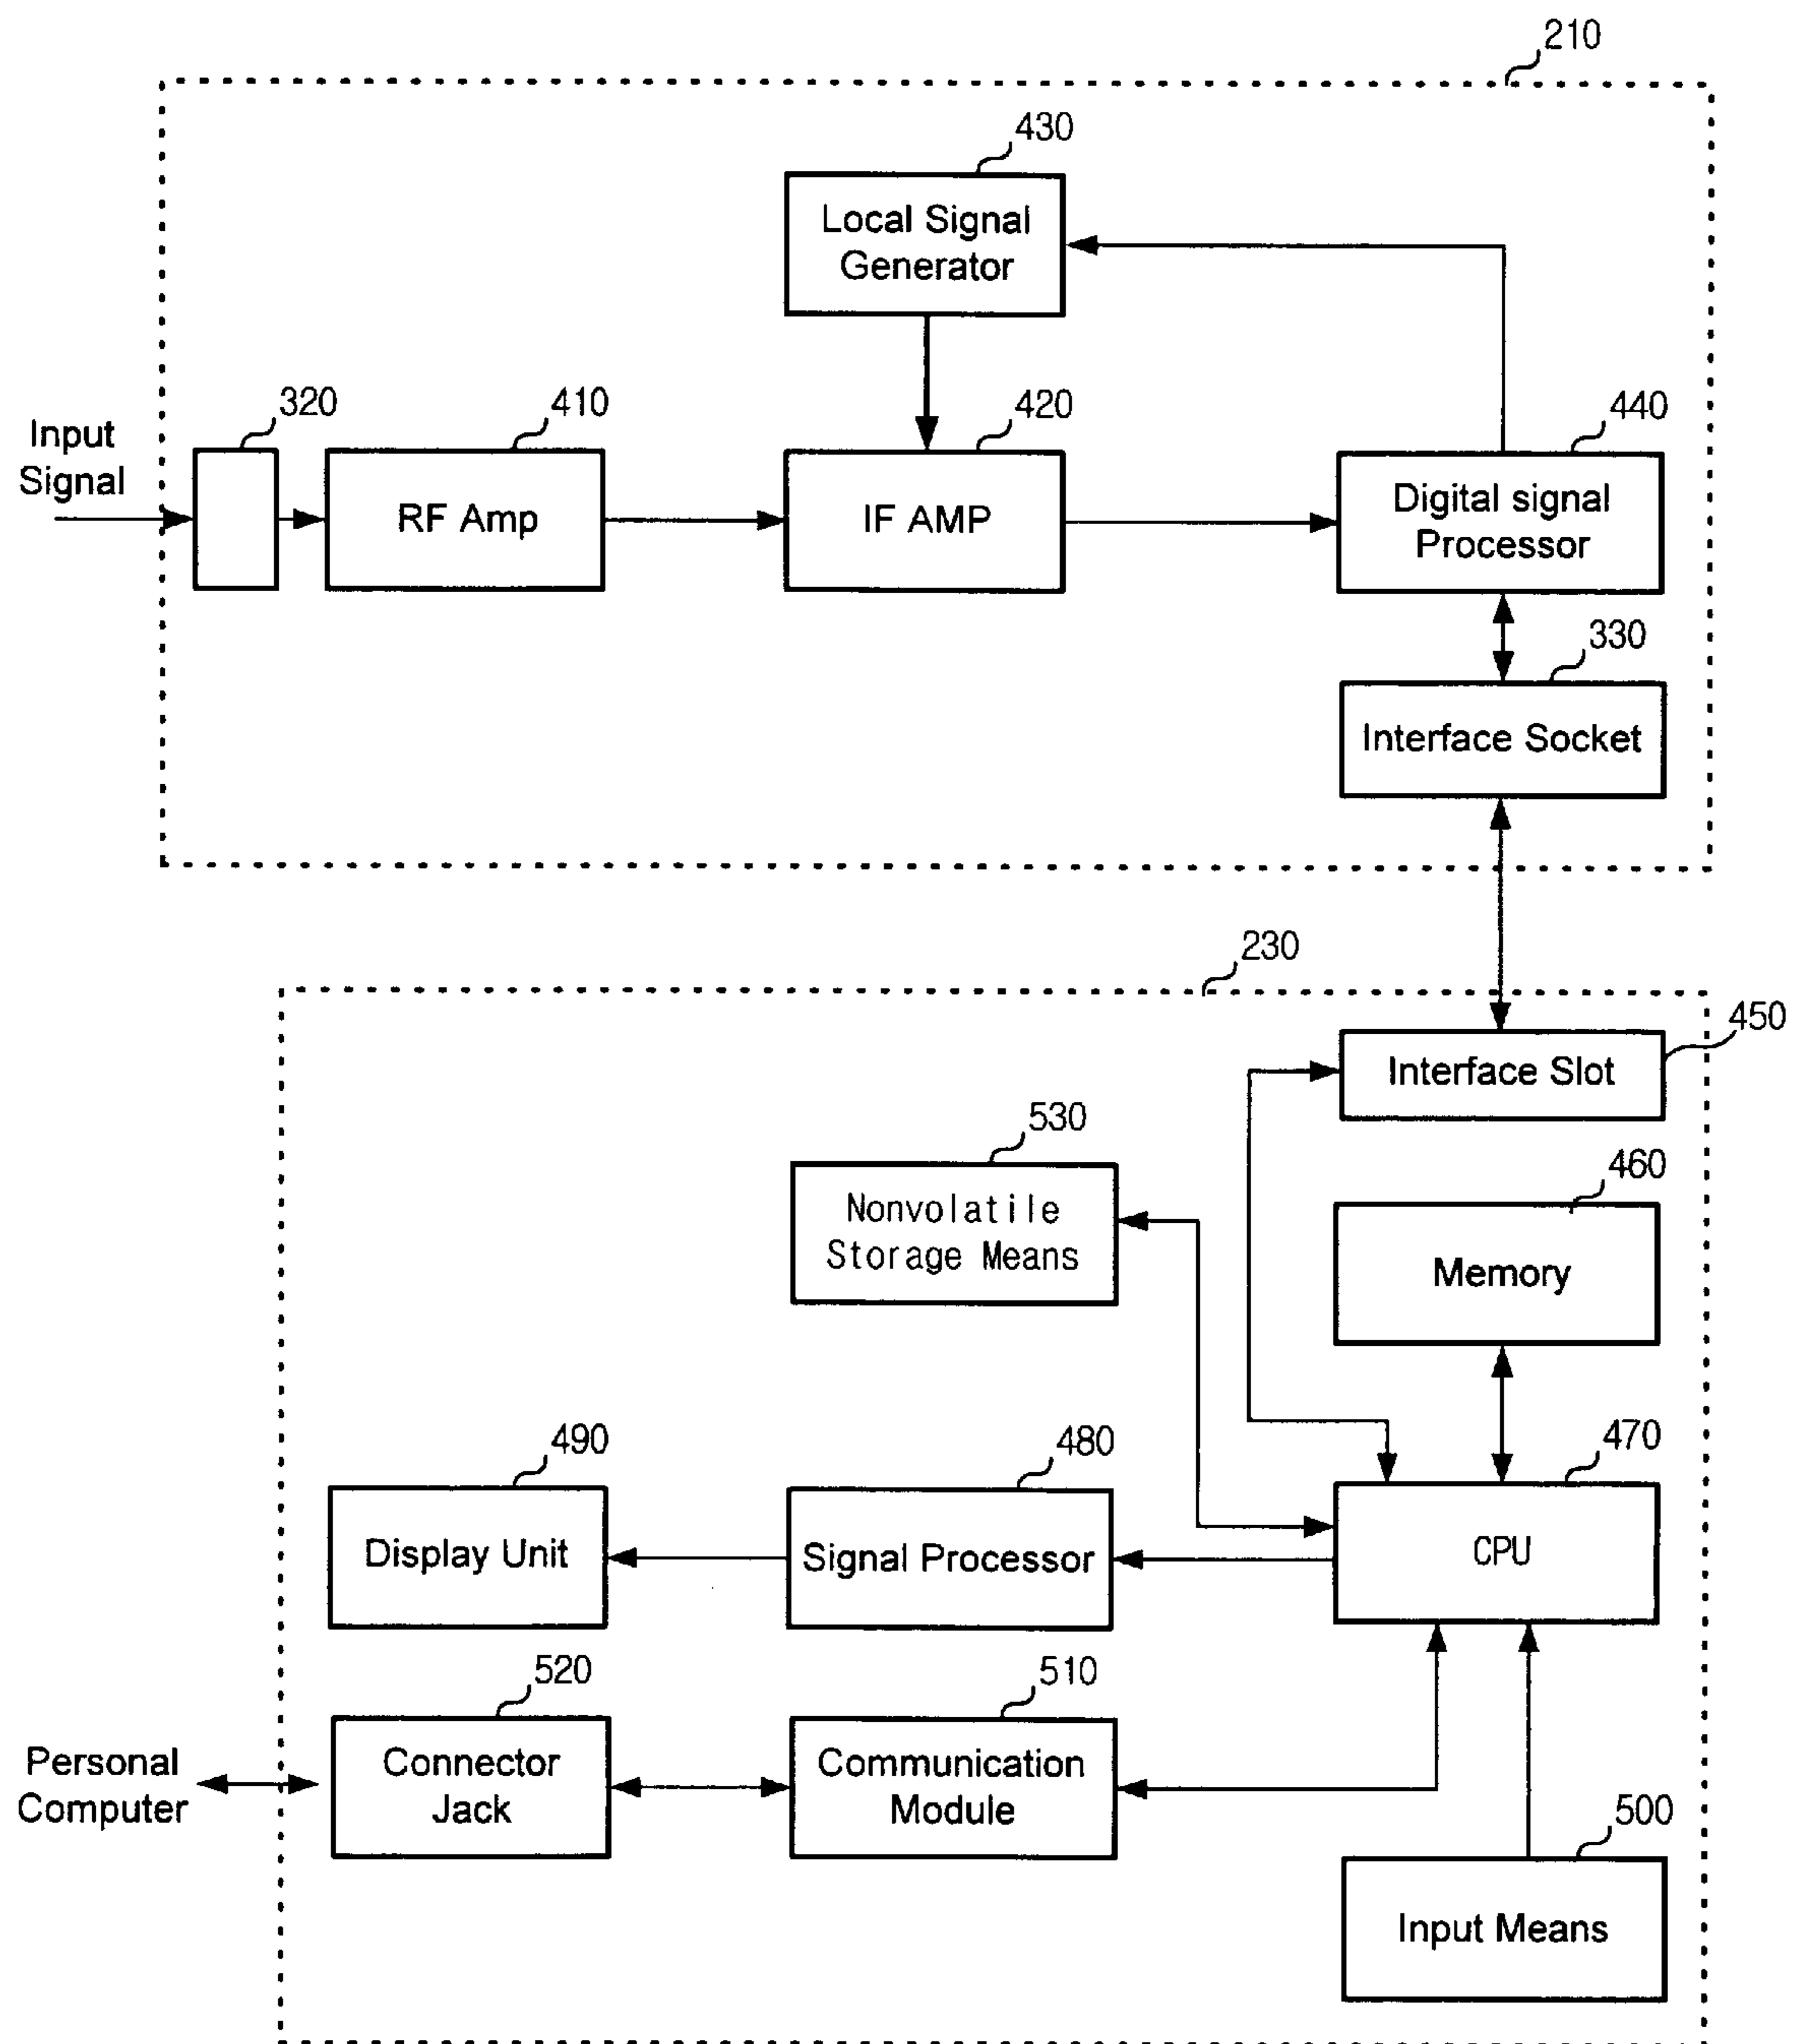 210
430
Local Signal
Generator
Input
Signal
320
410
RF Amp
420
IF AMP
440
Digital signal
Processor
330
Interface Socket
230
450
Interface Slot
530
Nonvolatile
Storage Means
460
Memory
490
Display Unit
480
Signal Processor
470
CPU
Personal
Computer
520
Connector
Jack
510
Communication
Module
500
Input Means